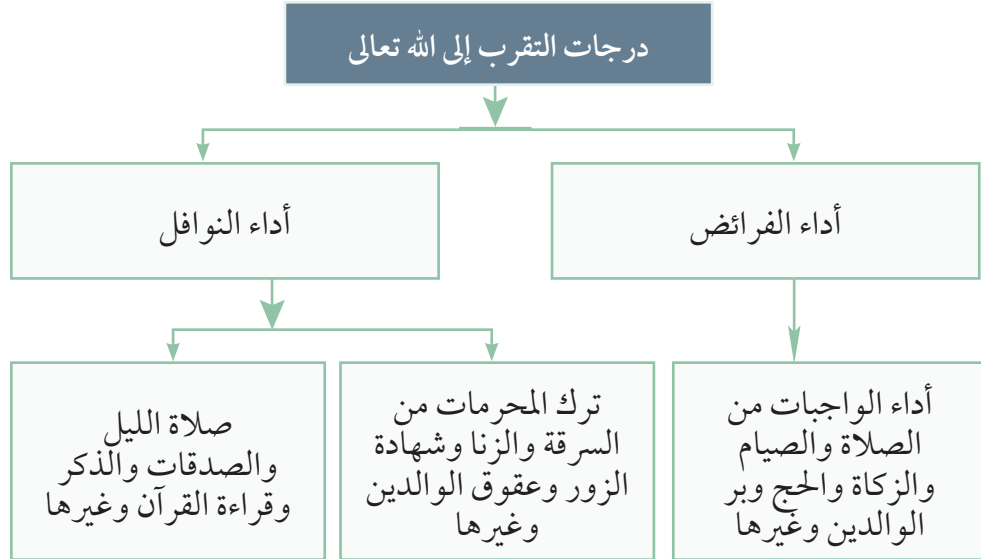 درجات التقرب إلى الله تعالى
أداء الفرائض
أداء النوافل
أداء الواجبات من
الصلاة والصيام
والزكاة والحج وبر
الوالدين وغيرها
ترك المحرمات من
السرقة والزنا وشهادة
الزور وعقوق الوالدين
وغيرها
صلاة الليل
والصدقات والذكر
وقراءة القرآن وغيرها